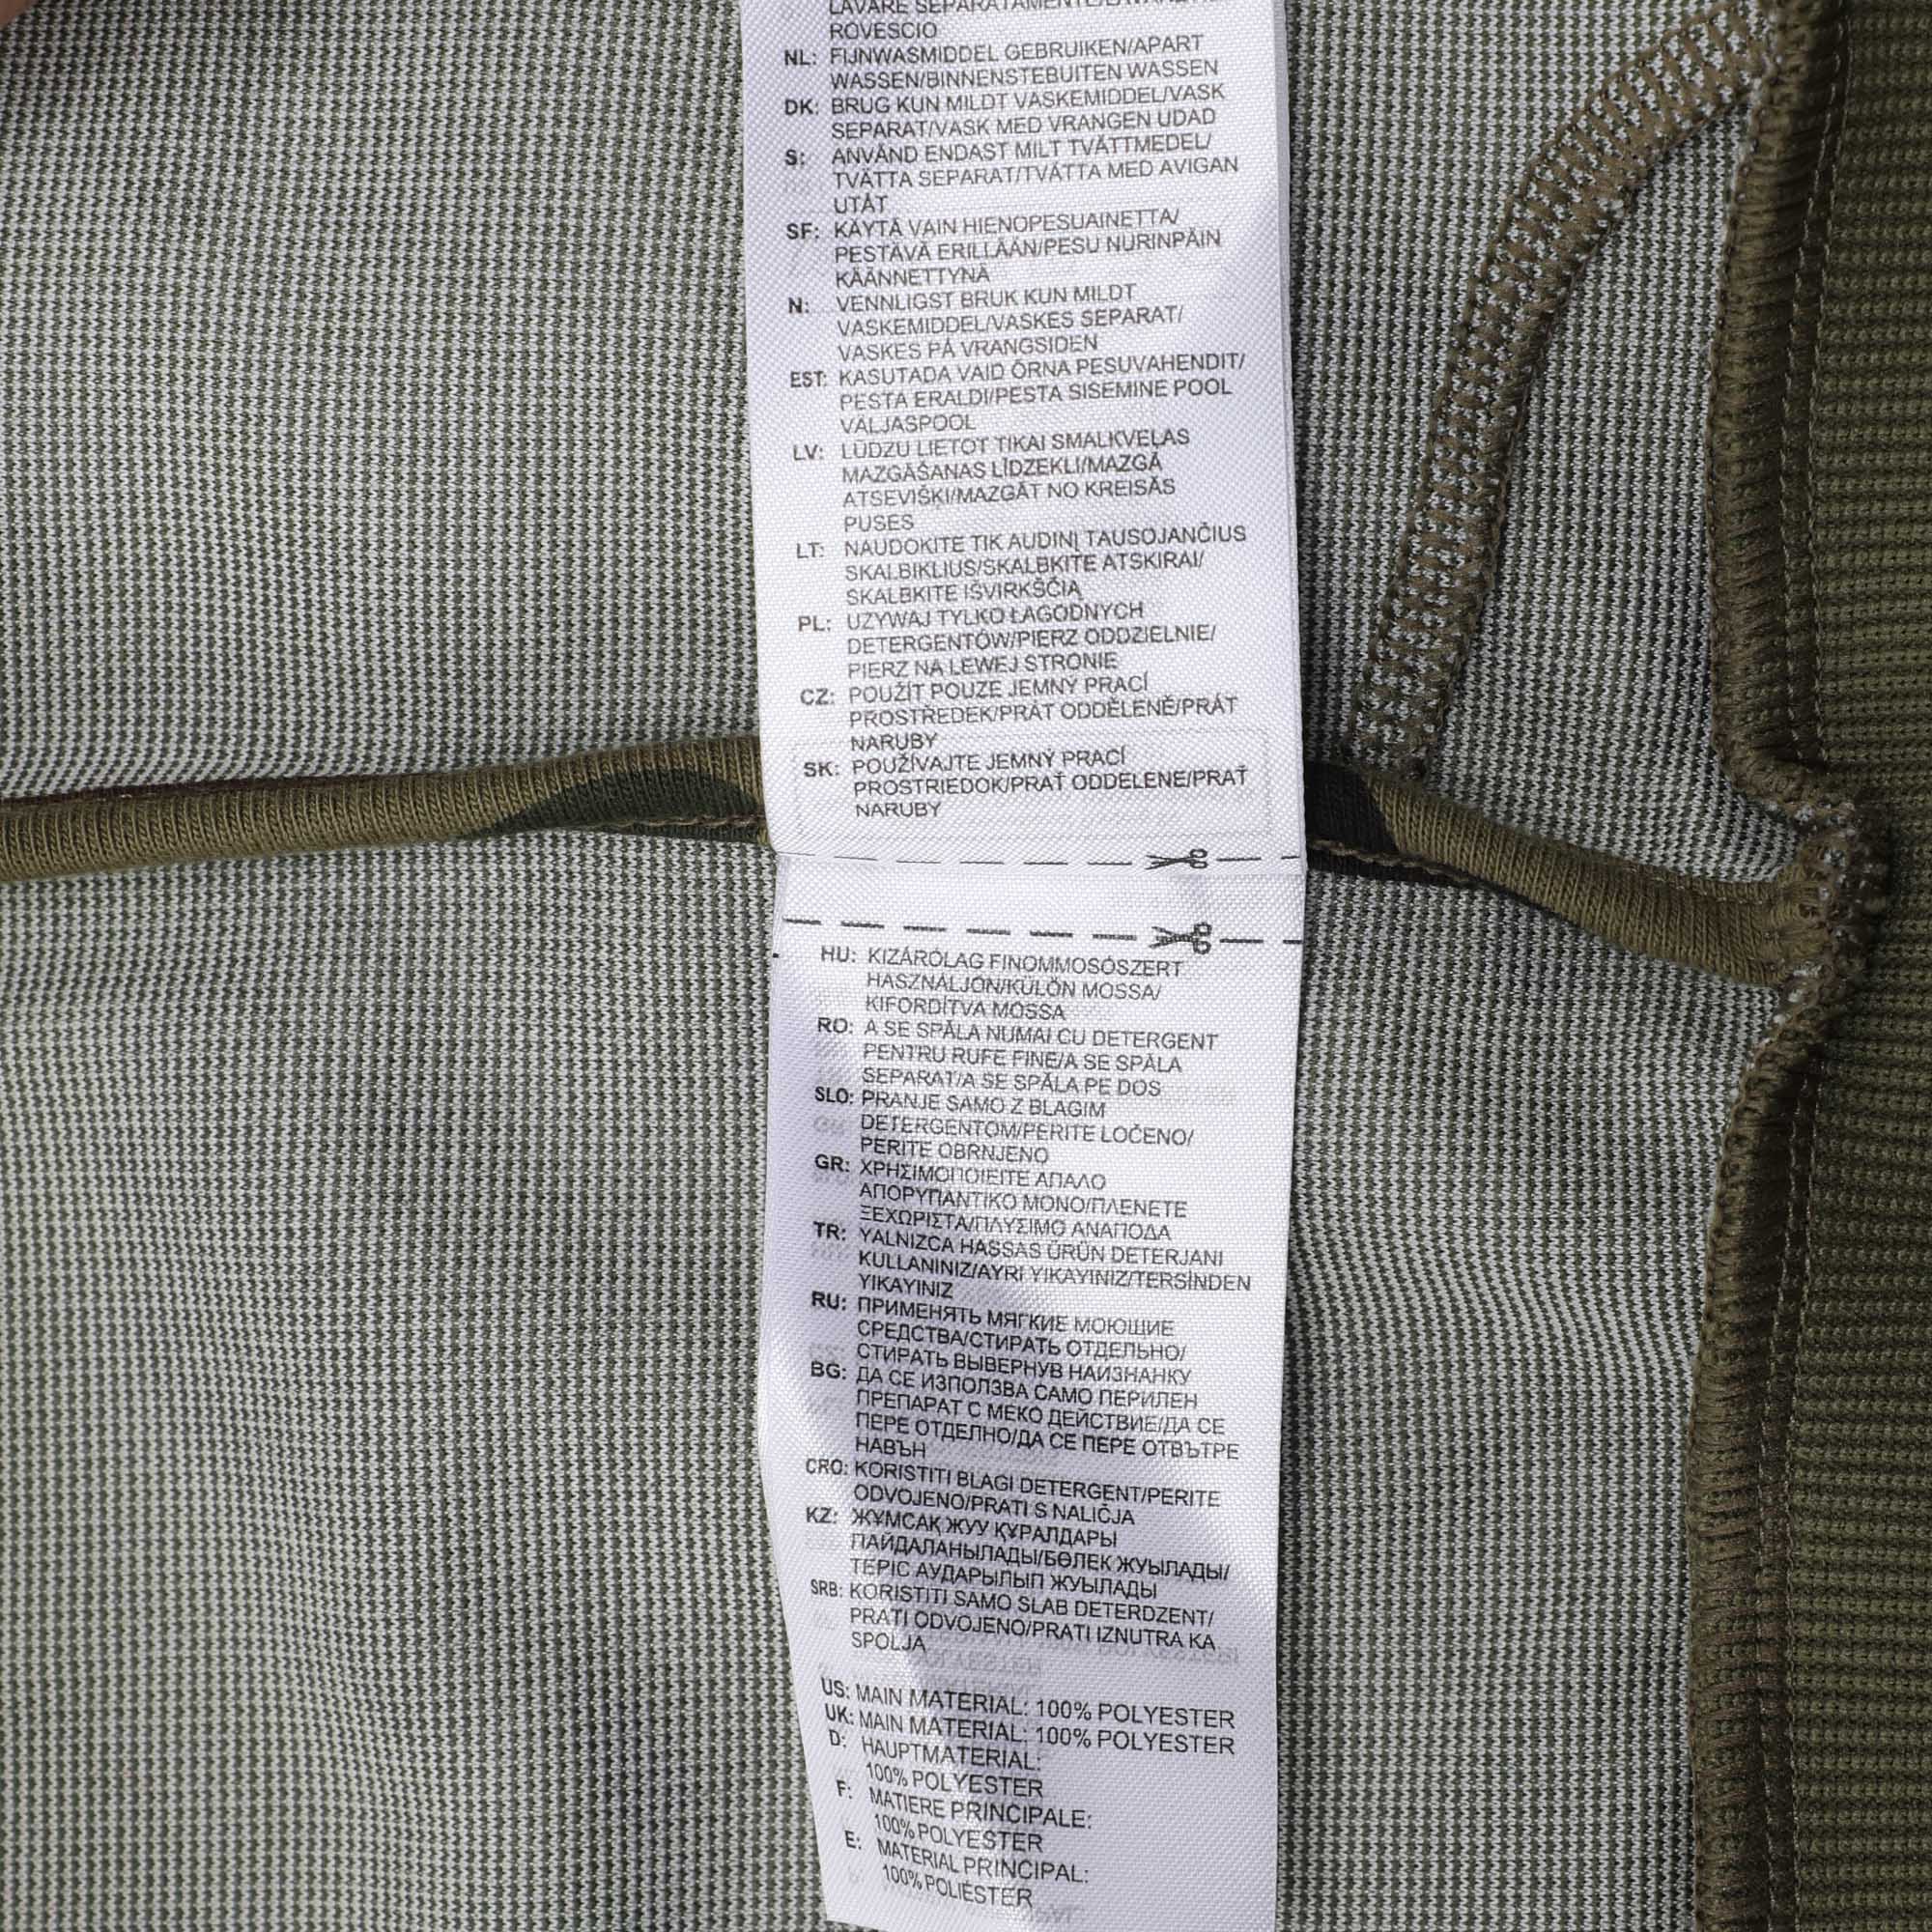 LAVARE SEPARATAMENTE/LAVARE AL
ROVESCIO
NL: FIJNWASMIDDEL GEBRUIKEN/APART
WASSEN/BINNENSTEBUITEN WASSEN
DK: BRUG KUN MILDT VASKEMIDDEL/VASK
SEPARAT/VASK MED VRANGEN UDAD
S: ANVÄND ENDAST MILT TVÄTTMEDEL/
TVÄTTA SEPARAT/TVÄTTA MED AVIGAN
UTÅT
SF: KÄYTÄ VAIN HIENOPESUAINETTA/
PESTÄVÄ ERILLÄÄN/PESU NURINPÄIN
KÄÄNNETTYNÄ
N: VENNLIGST BRUK KUN MILDT
VASKEMIDDEL/VASKES SEPARAT/
VASKES PÅ VRANGSIDEN
EST: KASUTADA VAID ÕRNA PESUVAHENDIT/
PESTA ERALDI/PESTA SISEMINE POOL
VÄLJASPOOL
LV: LŪDZU LIETOT TIKAI SMALKVEĻAS
MAZGĀŠANAS LĪDZEKLI/MAZGĀ
ATSEVIŠĶI/MAZGĀT NO KREISĀS
PUSES
LT: NAUDOKITE TIK AUDINĮ TAUSOJANČIUS
SKALBIKLIUS/SKALBKITE ATSKIRAI/
SKALBKITE IŠVIRKŠČIĄ
PL: UŻYWAJ TYLKO ŁAGODNYCH
DETERGENTÓW/PIERZ ODDZIELNIE/
PIERZ NA LEWEJ STRONIE
CZ: POUŽÍT POUZE JEMNÝ PRACÍ
PROSTŘEDEK/PRÁT ODDĚLENĚ/PRÁT
NARUBY
SK: POUŽÍVAJTE JEMNÝ PRACÍ
PROSTRIEDOK/PRAŤ ODDELENE/PRAŤ
NARUBY
HU: KIZÁRÓLAG FINOMMOSÓSZERT
HASZNÁLJON/KÜLÖN MOSSA/
KIFORDÍTVA MOSSA
RO: A SE SPĂLA NUMAI CU DETERGENT
PENTRU RUFE FINE/A SE SPĂLA
SEPARAT/A SE SPĂLA PE DOS
SLO: PRANJE SAMO Z BLAGIM
DETERGENTOM/PERITE LOČENO/
PERITE OBRNJENO
GR: ΧΡΗΣΙΜΟΠΟΙΕΙΤΕ ΑΠΑΛΟ
ΑΠΟΡΥΠΑΝΤΙΚΟ ΜΟΝΟ/ΠΛΕΝΕΤΕ
ΞΕΧΩΡΙΣΤΑ/ΠΛΥΣΙΜΟ ΑΝΑΠΟΔΑ
TR: YALNIZCA HASSAS ÜRÜN DETERJANI
KULLANINIZ/AYRI YIKAYINIZ/TERSİNDEN
YIKAYINIZ
RU: ПРИМЕНЯТЬ МЯГКИЕ МОЮЩИЕ
СРЕДСТВА/СТИРАТЬ ОТДЕЛЬНО/
СТИРАТЬ ВЫВЕРНУВ НАИЗНАНКУ
BG: ДА СЕ ИЗПОЛЗВА САМО ПЕРИЛЕН
ПРЕПАРАТ С МЕКО ДЕЙСТВИЕ/ДА СЕ
ПЕРЕ ОТДЕЛНО/ДА СЕ ПЕРЕ ОТВЪТРЕ
НАВЪН
CRO: KORISTITI BLAGI DETERGENT/PERITE
ODVOJENO/PRATI S NALIČJA
KZ: ЖҰМСАҚ ЖУУ ҚҰРАЛДАРЫ
ПАЙДАЛАНЫЛАДЫ/БӨЛЕК ЖУЫЛАДЫ/
ТЕРІС АУДАРЫЛЫП ЖУЫЛАДЫ
SRB: KORISTITI SAMO SLAB DETERDZENT/
PRATI ODVOJENO/PRATI IZNUTRA KA
SPOLJA
US: MAIN MATERIAL: 100% POLYESTER
UK: MAIN MATERIAL: 100% POLYESTER
D: HAUPTMATERIAL:
100% POLYESTER
F: MATIERE PRINCIPALE:
100% POLYESTER
E: MATERIAL PRINCIPAL:
100% POLIÉSTER